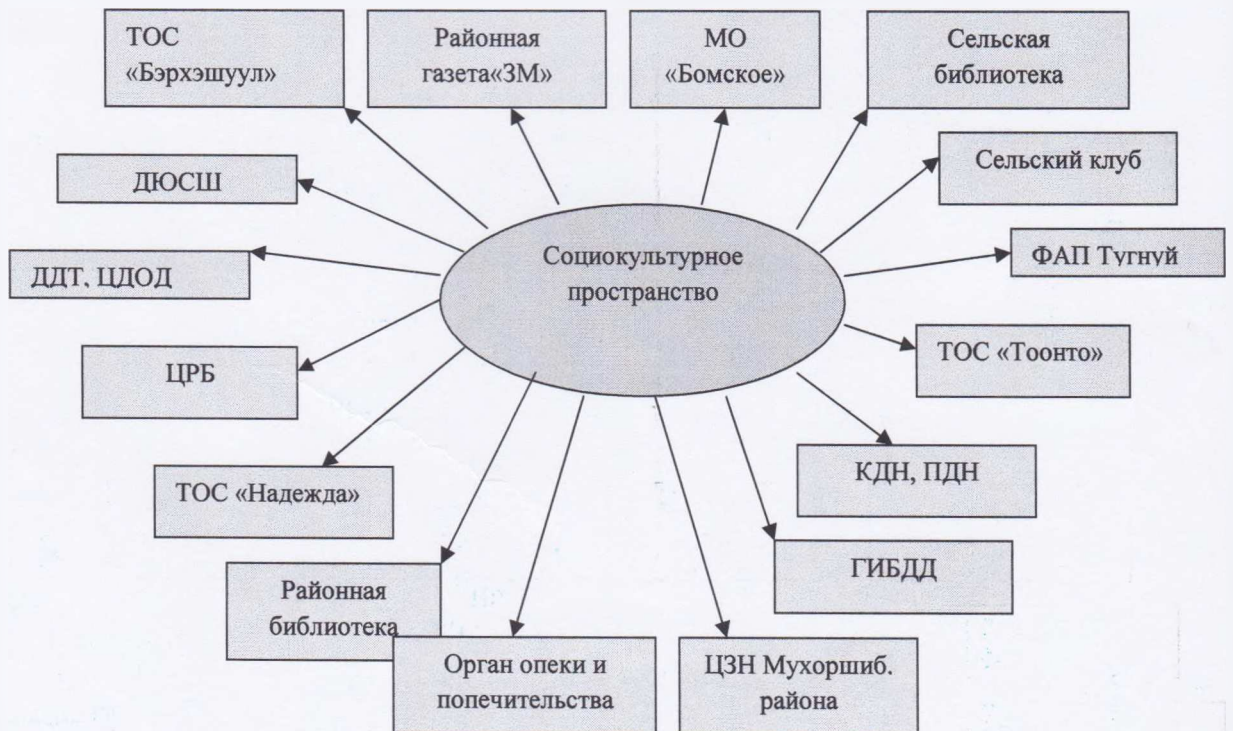 ТОС
«Бэрхэшуул»
Районная
газета«ЗМ»
МО
«Бомское»
Сельская
библиотека
Сельский клуб
ДЮСШ
Социокультурное
пространство
ФАП Тугнуй
ДДТ, ЦДОД
ТОС «Тоонто»
ЦРБ
КДН, ПДН
ТОС «Надежда»
ГИБДД
Районная
библиотека
Орган опеки и
попечительства
ЦЗН Мухоршиб.
района